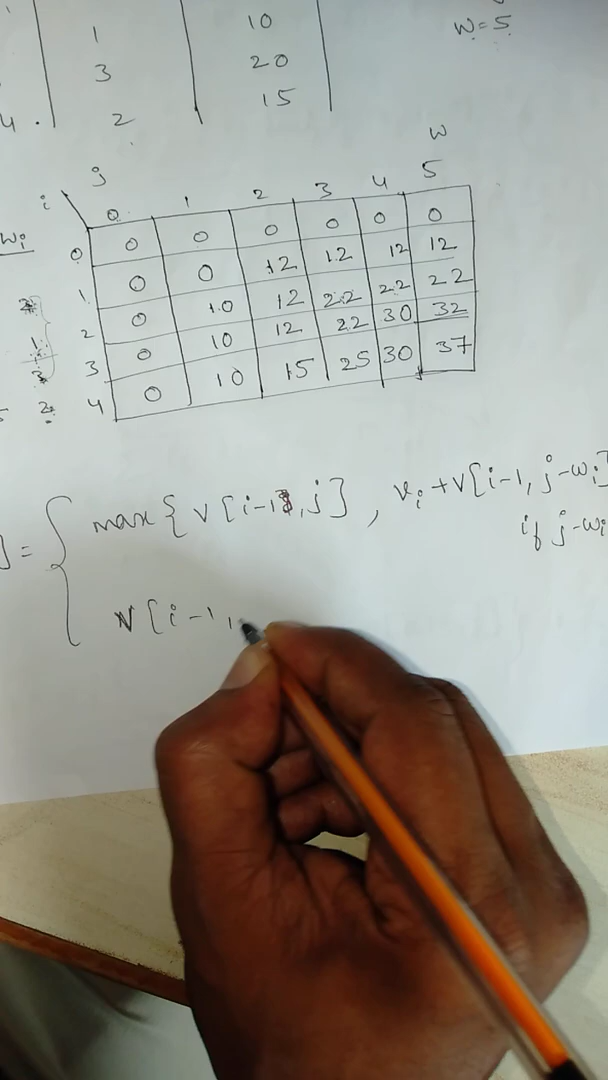 1 10 W=5
3 20
4. 2 15
W
i j 0 1 2 3 4 5
wi 0 0 0 0 0 0 0
1 0 0 12 12 12 12
2 0 10 12 22 22 22
3 0 10 12 22 30 32
2 4 0 10 15 25 30 37
] = { max { V [i-1, j] , vi + V[i-1, j-wi]
if j-wi
V [i-1,